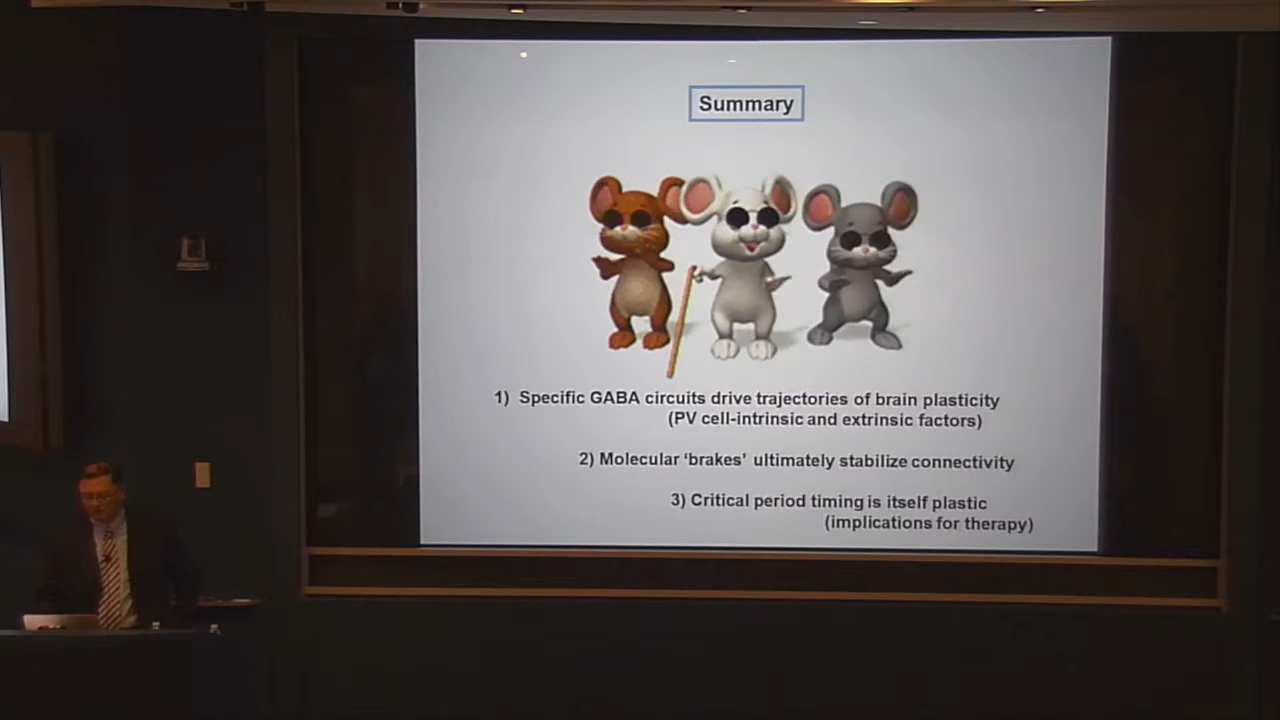 Summary
1) Specific GABA circuits drive trajectories of brain plasticity
(PV cell-intrinsic and extrinsic factors)
2) Molecular ‘brakes’ ultimately stabilize connectivity
3) Critical period timing is itself plastic
(implications for therapy)